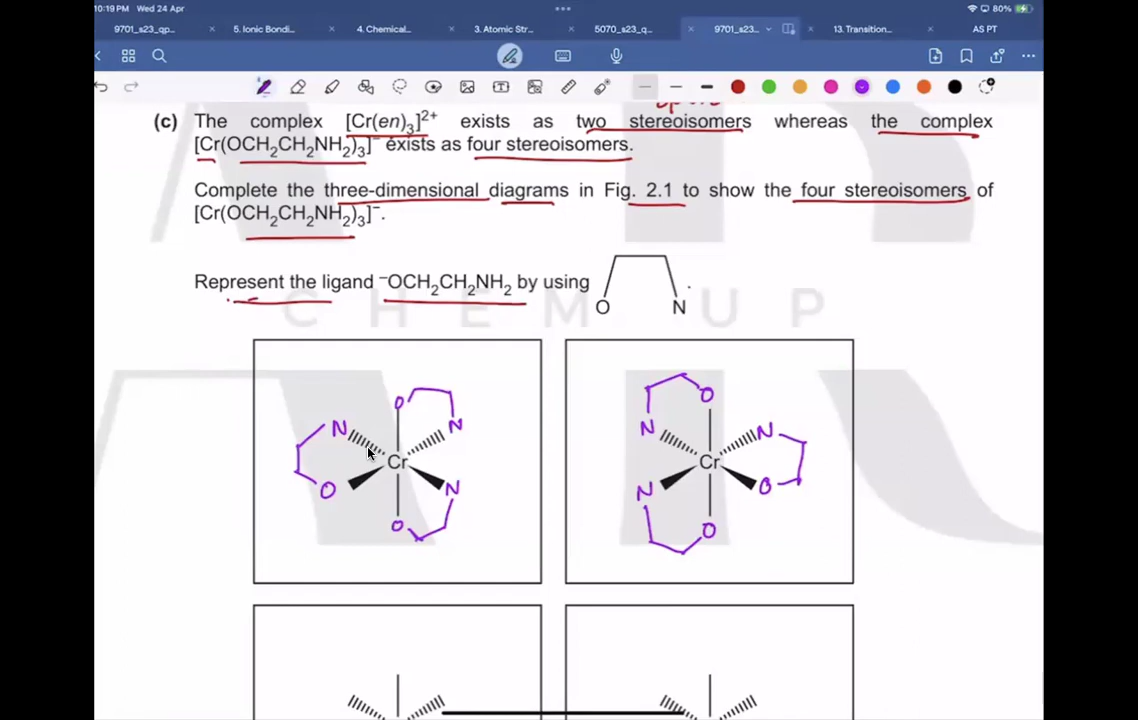 10:19 PM Wed 24 Apr
80%
9701_s23_qp...
5. Ionic Bondi...
4. Chemical...
3. Atomic Str...
5070_s23_q...
9701_s23...
13. Transition...
AS PT
(c) The complex [Cr(en)₃]²⁺ exists as two stereoisomers whereas the complex
[Cr(OCH₂CH₂NH₂)₃]⁻ exists as four stereoisomers.
Complete the three-dimensional diagrams in Fig. 2.1 to show the four stereoisomers of
[Cr(OCH₂CH₂NH₂)₃]⁻.
Represent the ligand ⁻OCH₂CH₂NH₂ by using
O N
CHEM UP
O
N N
Cr
O N
O
O
N N
Cr
N O
O